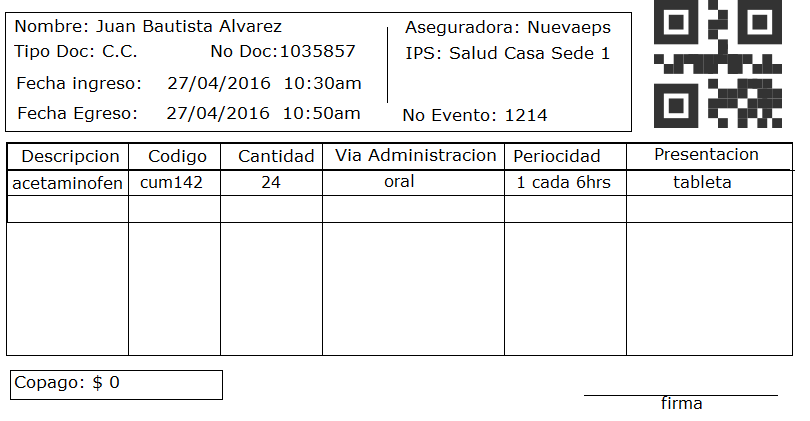 Nombre: Juan Bautista Alvarez
Aseguradora: Nuevaeps
Tipo Doc: C.C. No Doc:1035857
IPS: Salud Casa Sede 1
Fecha ingreso: 27/04/2016 10:30am
Fecha Egreso: 27/04/2016 10:50am
No Evento: 1214
Descripcion Codigo Cantidad Via Administracion Periocidad Presentacion
acetaminofen cum142 24 oral 1 cada 6hrs tableta
Copago: $ 0
firma